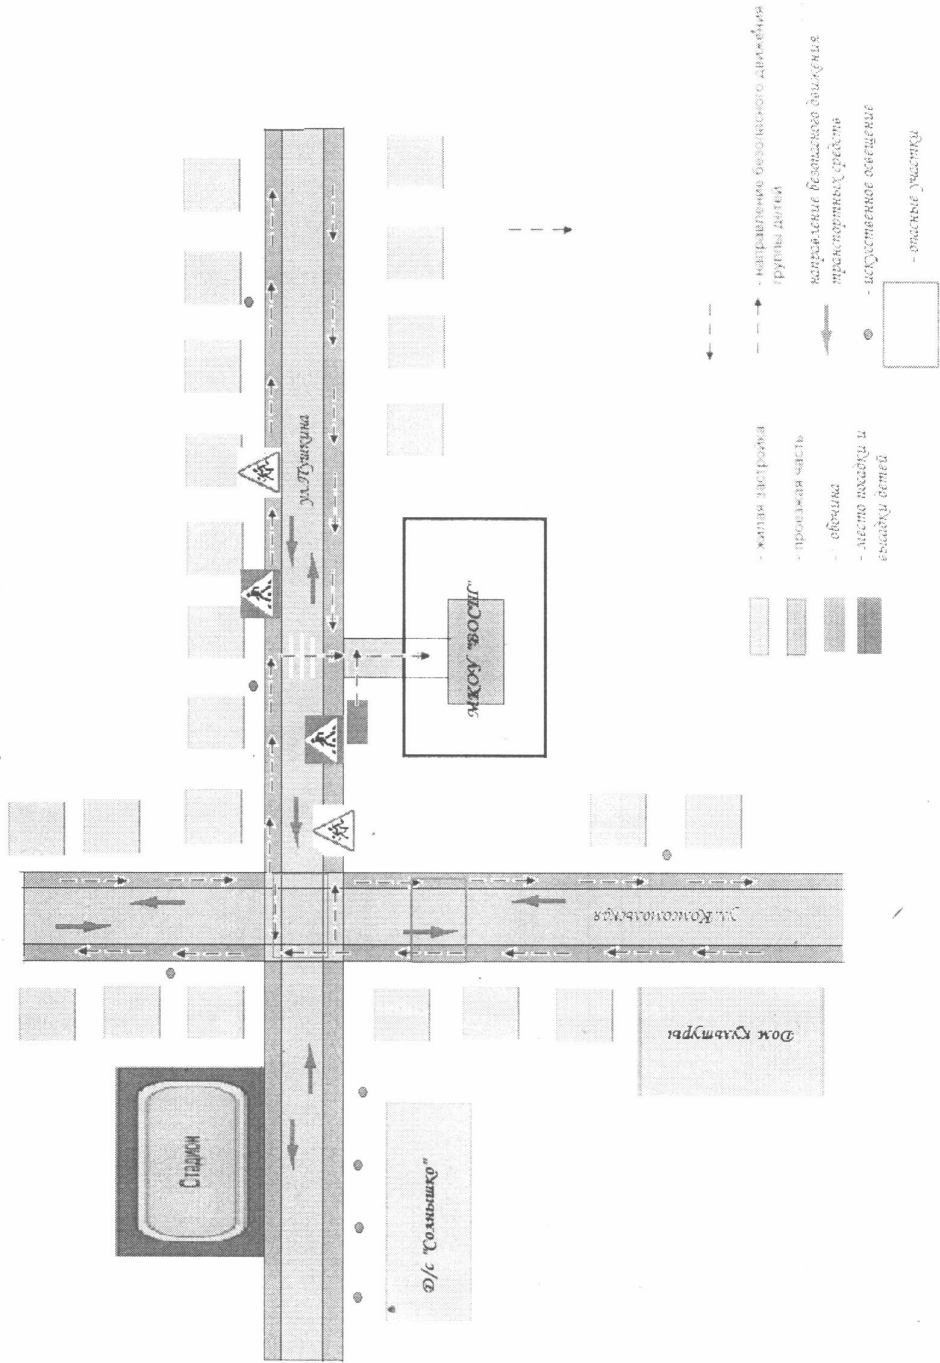 ул.Пушкина
МКОУ "ВОСШ"
ул.Комсомольская
Стадион
Д/с "Солнышко"
Дом культуры
- жилая застройка
- проезжая часть
- обочина
- место посадки и
высадки детей
- направление безопасного движения
группы детей
направление безопасного движения
транспортных средств
- искусственное освещение
- опасные участки